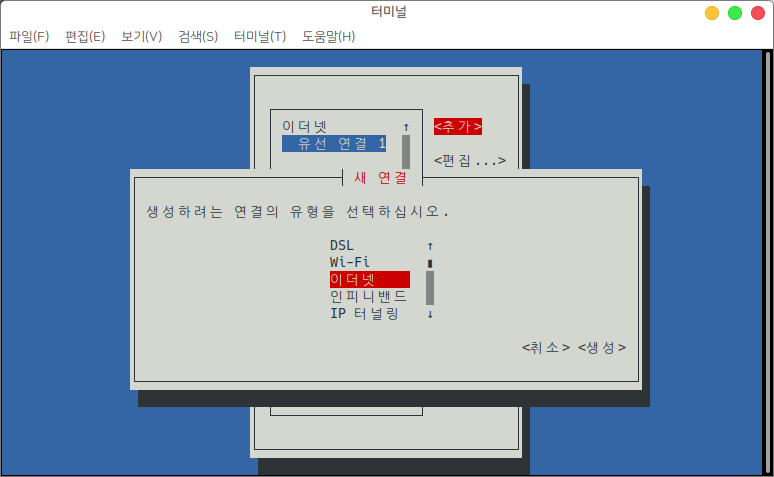 터미널
파일(F) 편집(E) 보기(V) 검색(S) 터미널(T) 도움말(H)
이더넷 ↑ <추가>
유선 연결 1
<편집...>
새 연결
생성하려는 연결의 유형을 선택하십시오.
DSL ↑
Wi-Fi
이더넷
인피니밴드
IP 터널링 ↓
<취소> <생성>